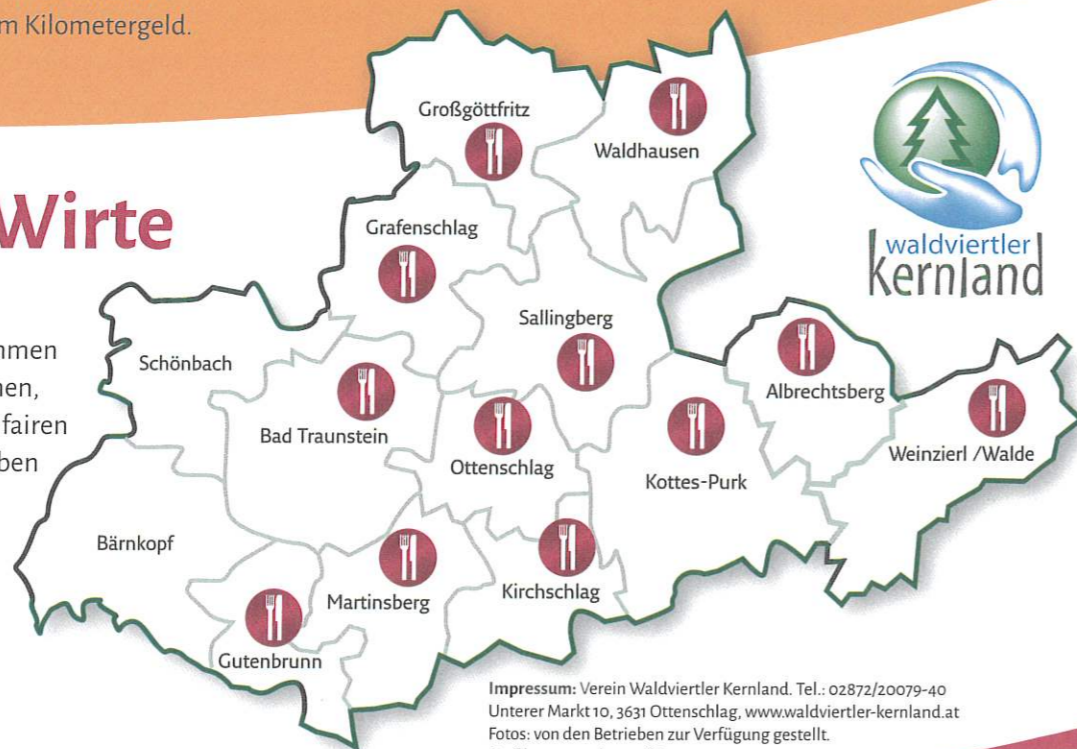 m Kilometergeld.
Wirte
mmen
nen,
fairen
ben
Großgöttfritz
Waldhausen
Grafenschlag
waldviertler
kernland
Sallingberg
Schönbach
Albrechtsberg
Bad Traunstein
Ottenschlag
Weinzierl /Walde
Kottes-Purk
Bärnkopf
Martinsberg
Kirchschlag
Gutenbrunn
Impressum: Verein Waldviertler Kernland. Tel.: 02872/20079-40
Unterer Markt 10, 3631 Ottenschlag, www.waldviertler-kernland.at
Fotos: von den Betrieben zur Verfügung gestellt.